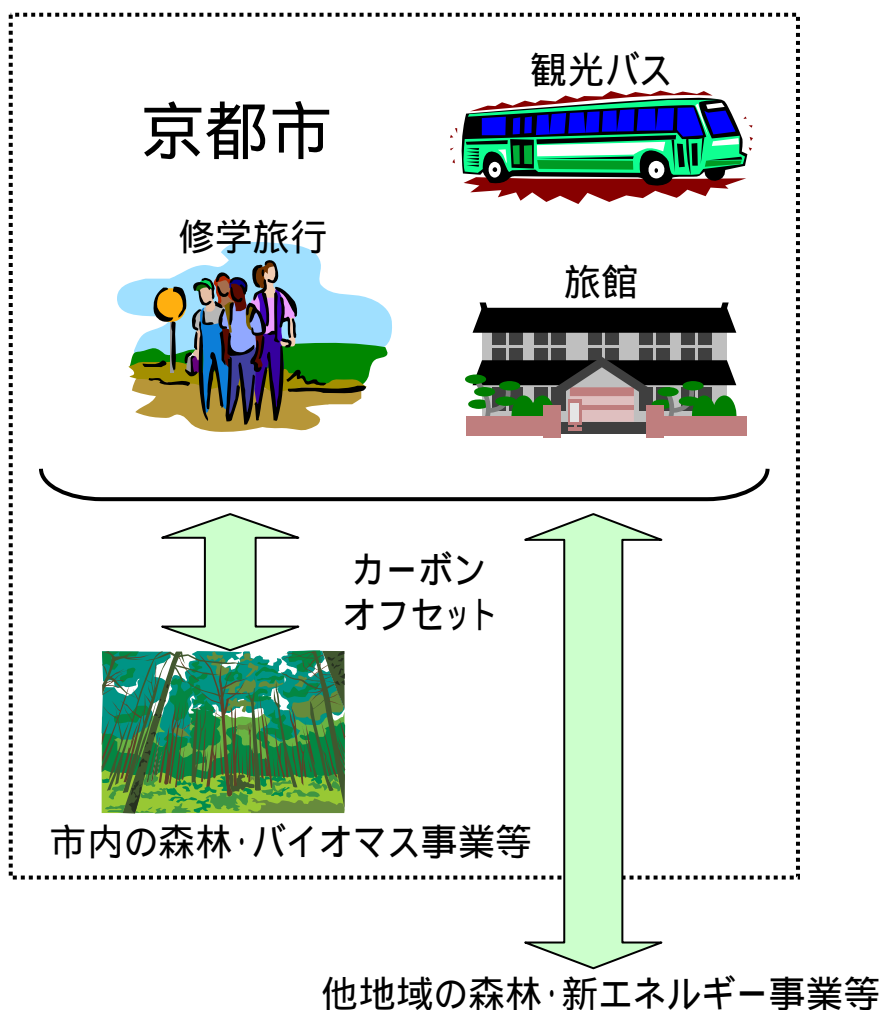 京都市
観光バス
修学旅行
旅館
カーボン
オフセット
市内の森林・バイオマス事業等
他地域の森林・新エネルギー事業等